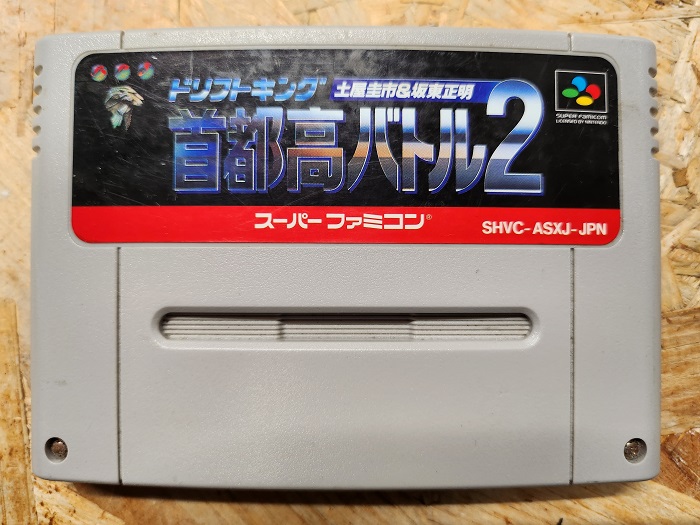 ドリフトキング 土屋圭市&坂東正明
首都高バトル2
SUPER FAMICOM
LICENSED BY NINTENDO
スーパーファミコン®
SHVC-ASXJ-JPN